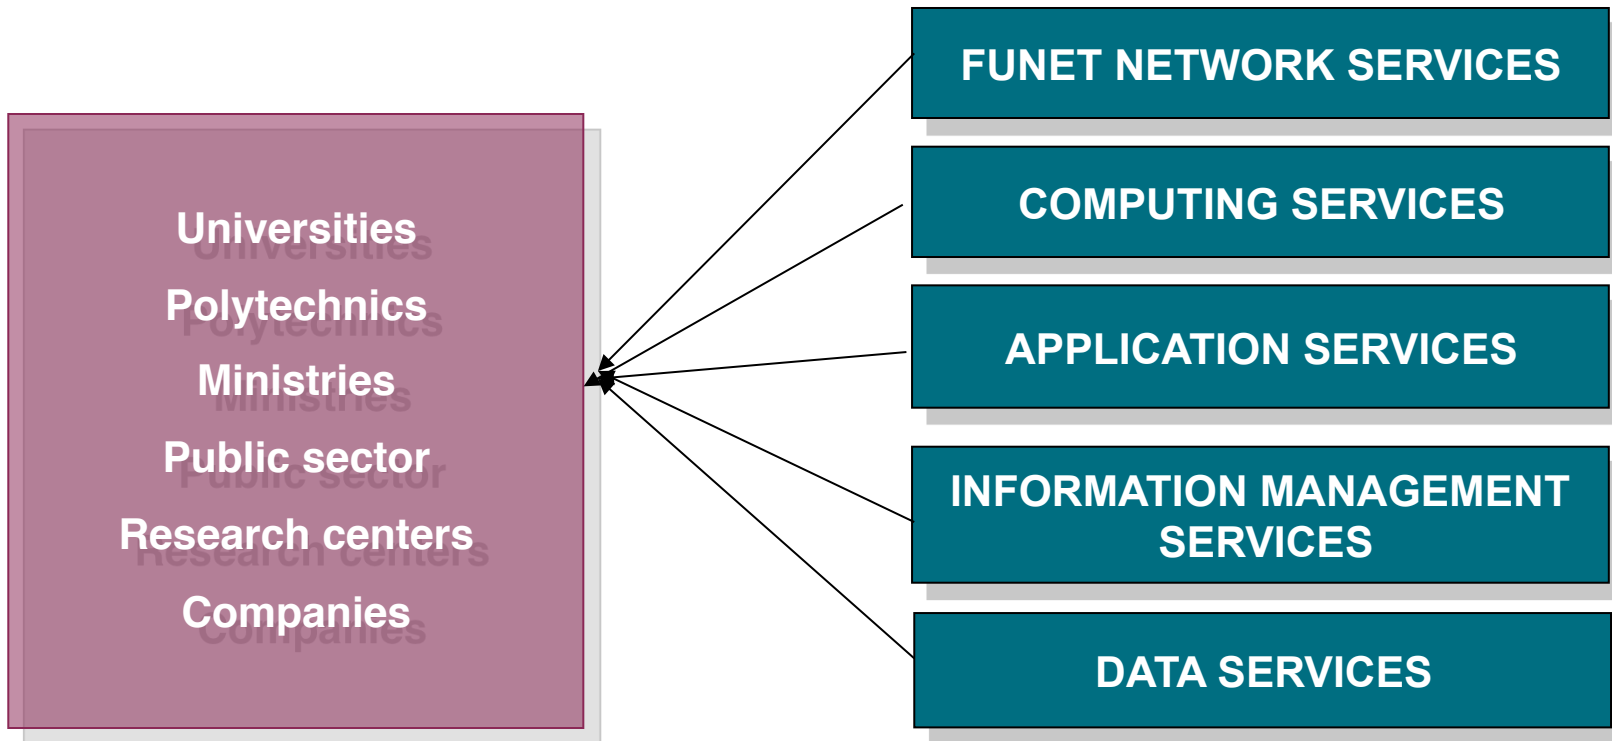 Universities
Polytechnics
Ministries
Public sector
Research centers
Companies
FUNET NETWORK SERVICES
COMPUTING SERVICES
APPLICATION SERVICES
INFORMATION MANAGEMENT
SERVICES
DATA SERVICES